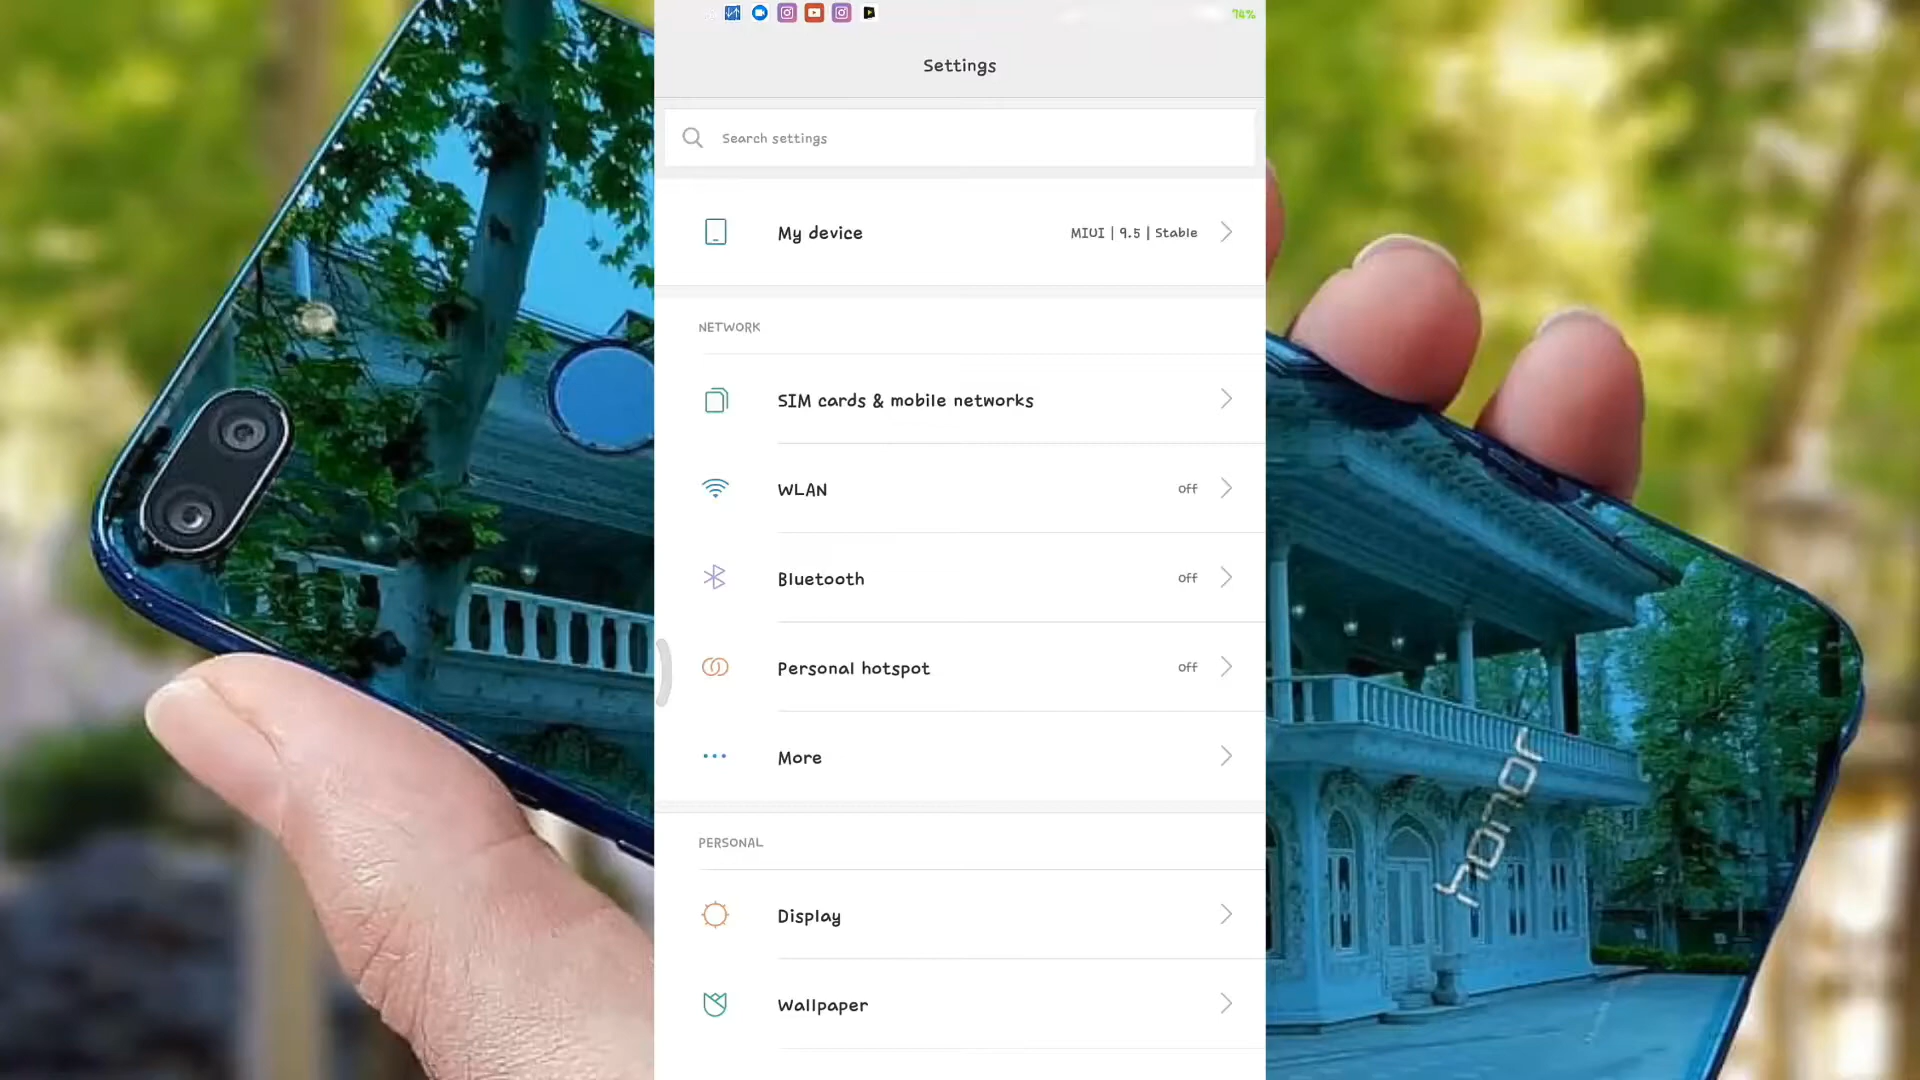 74%
Settings
Search settings
My device MIUI | 9.5 | Stable
NETWORK
SIM cards & mobile networks
WLAN Off
Bluetooth Off
Personal hotspot Off
More
PERSONAL
Display
Wallpaper
honor